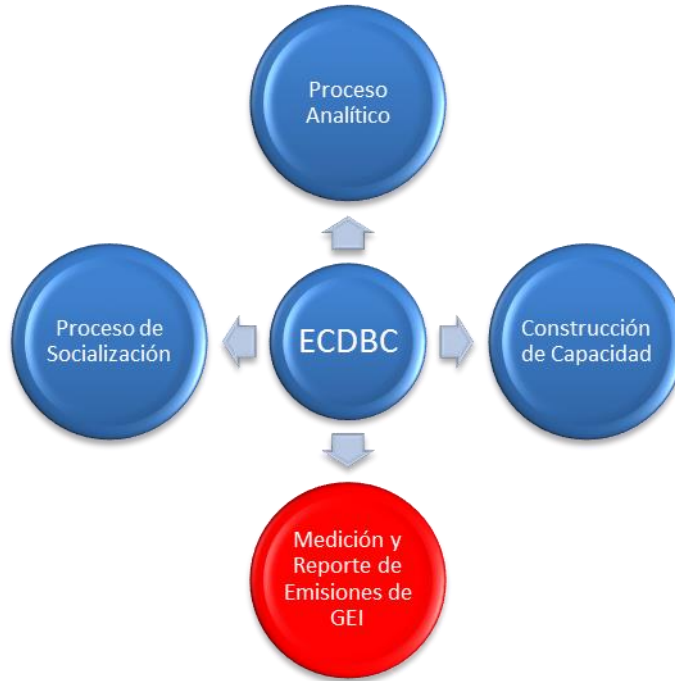 Proceso
Analítico
Proceso de
Socialización
ECDBC
Construcción
de Capacidad
Medición y
Reporte de
Emisiones de
GEI